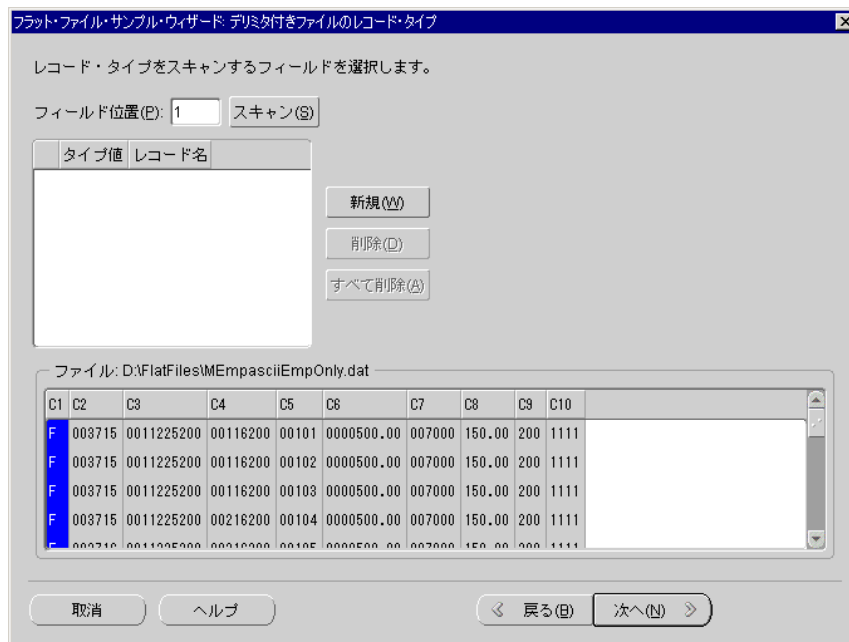 フラット・ファイル・サンプル・ウィザード: デリミタ付きファイルのレコード・タイプ
レコード・タイプをスキャンするフィールドを選択します。
フィールド位置(P): 1 スキャン(S)
タイプ値 レコード名
新規(W)
削除(D)
すべて削除(A)
ファイル: D:\FlatFiles\MEmpasciiEmpOnly.dat
C1 C2 C3 C4 C5 C6 C7 C8 C9 C10
F 003715 0011225200 00116200 00101 0000500.00 007000 150.00 200 1111
F 003715 0011225200 00116200 00102 0000500.00 007000 150.00 200 1111
F 003715 0011225200 00116200 00103 0000500.00 007000 150.00 200 1111
F 003715 0011225200 00216200 00104 0000500.00 007000 150.00 200 1111
取消 ヘルプ 戻る(B) 次へ(N)